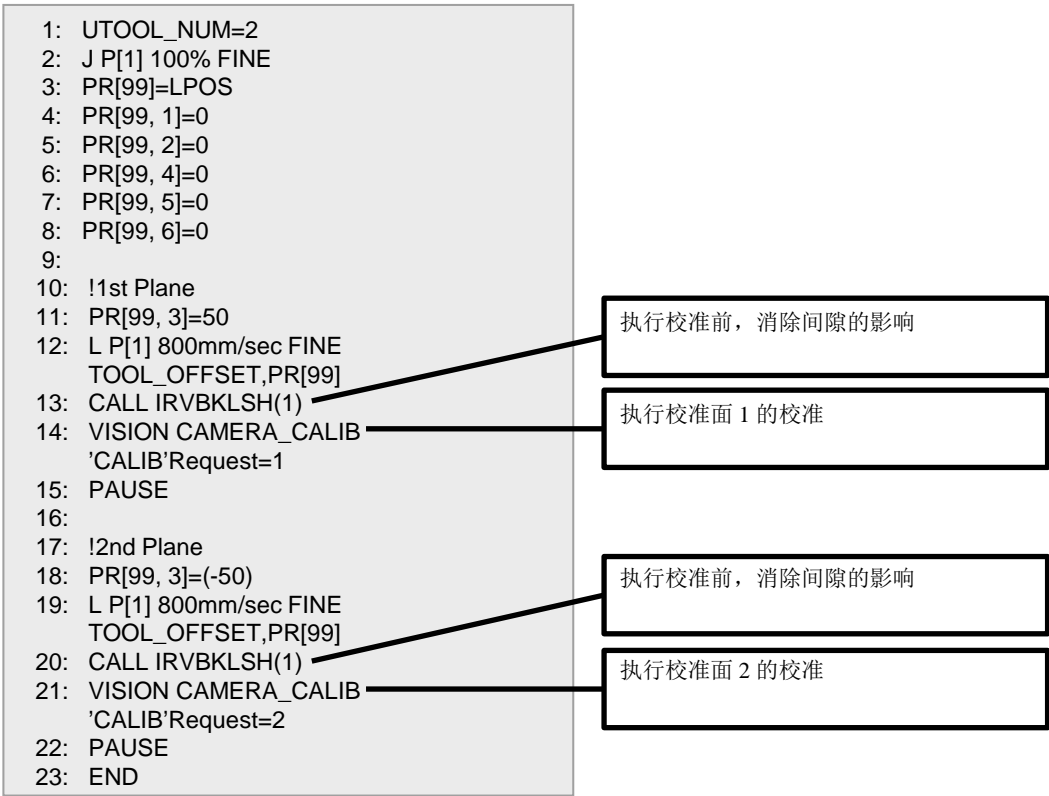 1: UTOOL_NUM=2
2: J P[1] 100% FINE
3: PR[99]=LPOS
4: PR[99, 1]=0
5: PR[99, 2]=0
6: PR[99, 4]=0
7: PR[99, 5]=0
8: PR[99, 6]=0
9:
10: !1st Plane
11: PR[99, 3]=50
12: L P[1] 800mm/sec FINE
TOOL_OFFSET,PR[99]
13: CALL IRVBKLSH(1)
14: VISION CAMERA_CALIB
’CALIB’Request=1
15: PAUSE
16:
17: !2nd Plane
18: PR[99, 3]=(-50)
19: L P[1] 800mm/sec FINE
TOOL_OFFSET,PR[99]
20: CALL IRVBKLSH(1)
21: VISION CAMERA_CALIB
’CALIB’Request=2
22: PAUSE
23: END
执行校准前，消除间隙的影响
执行校准面 1 的校准
执行校准前，消除间隙的影响
执行校准面 2 的校准